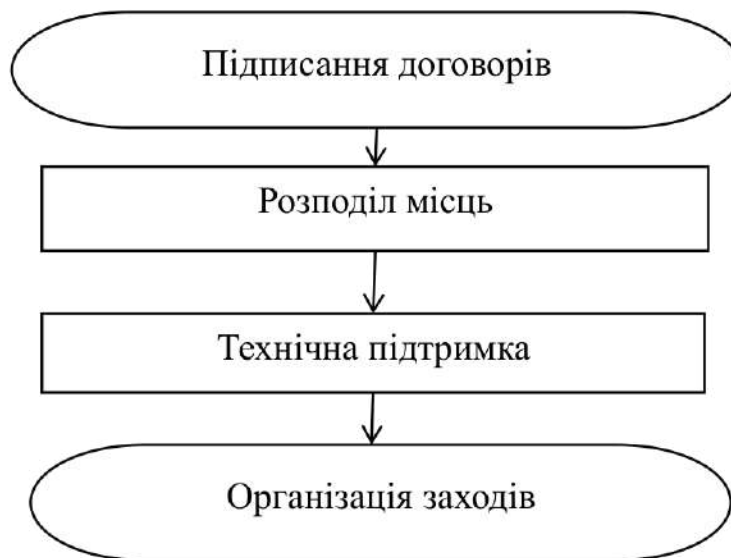 Підписання договорів
Розподіл місць
Технічна підтримка
Організація заходів